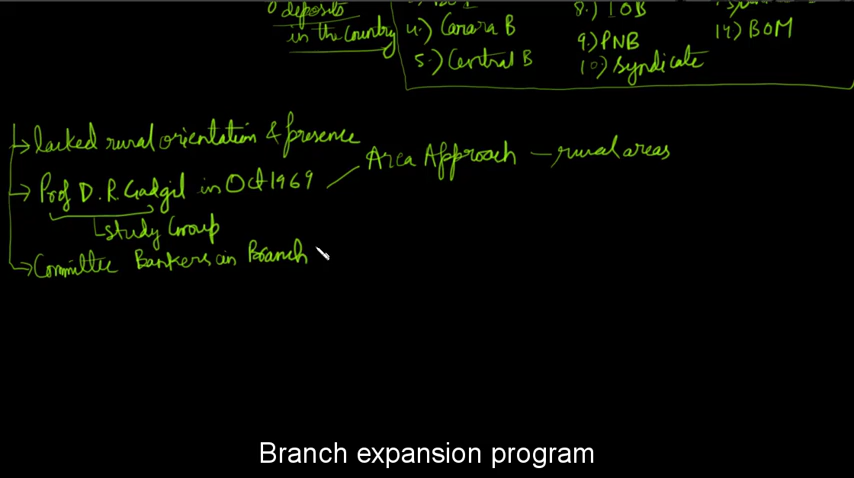 deposits
in the Country
4.) Canara B
5.) Central B
8.) IOB
9.) PNB
10.) Syndicate
14) BOM
lacked rural orientation & presence
Prof D. R. Gadgil in Oct 1969
Area Approach — rural areas
study Group
Committee Bankers in Branch
Branch expansion program